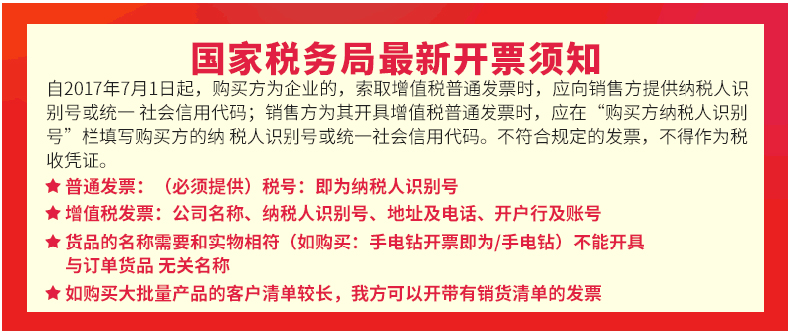 国家税务局最新开票须知
自2017年7月1日起，购买方为企业的，索取增值税普通发票时，应向销售方提供纳税人识
别号或统一 社会信用代码；销售方为其开具增值税普通发票时，应在“购买方纳税人识别
号”栏填写购买方的纳 税人识别号或统一社会信用代码。不符合规定的发票，不得作为税
收凭证。
★普通发票：（必须提供）税号：即为纳税人识别号
★增值税发票：公司名称、纳税人识别号、地址及电话、开户行及账号
★货品的名称需要和实物相符（如购买：手电钻开票即为/手电钻）不能开具
与订单货品 无关名称
★如购买大批量产品的客户清单较长，我方可以开带有销货清单的发票